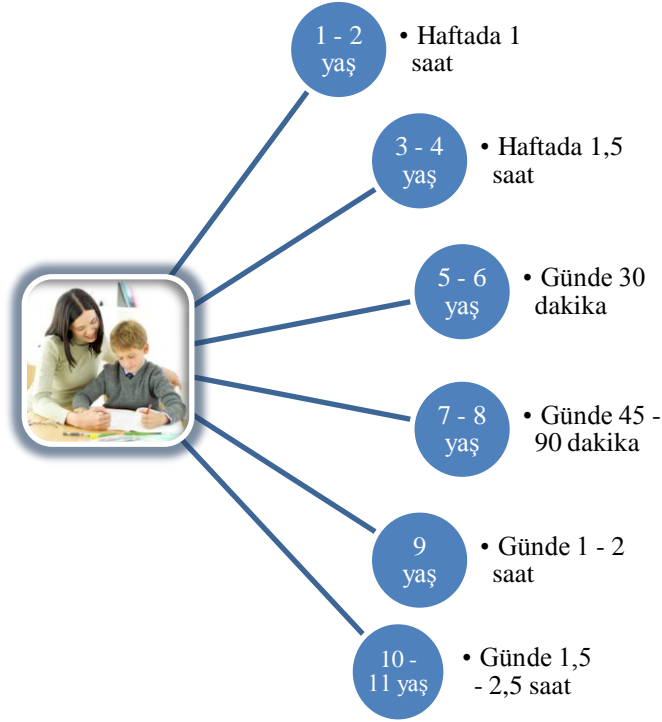 1 - 2
yaş
• Haftada 1
saat
3 - 4
yaş
• Haftada 1,5
saat
5 - 6
yaş
• Günde 30
dakika
7 - 8
yaş
• Günde 45 -
90 dakika
9
yaş
• Günde 1 - 2
saat
10 -
11 yaş
• Günde 1,5
- 2,5 saat